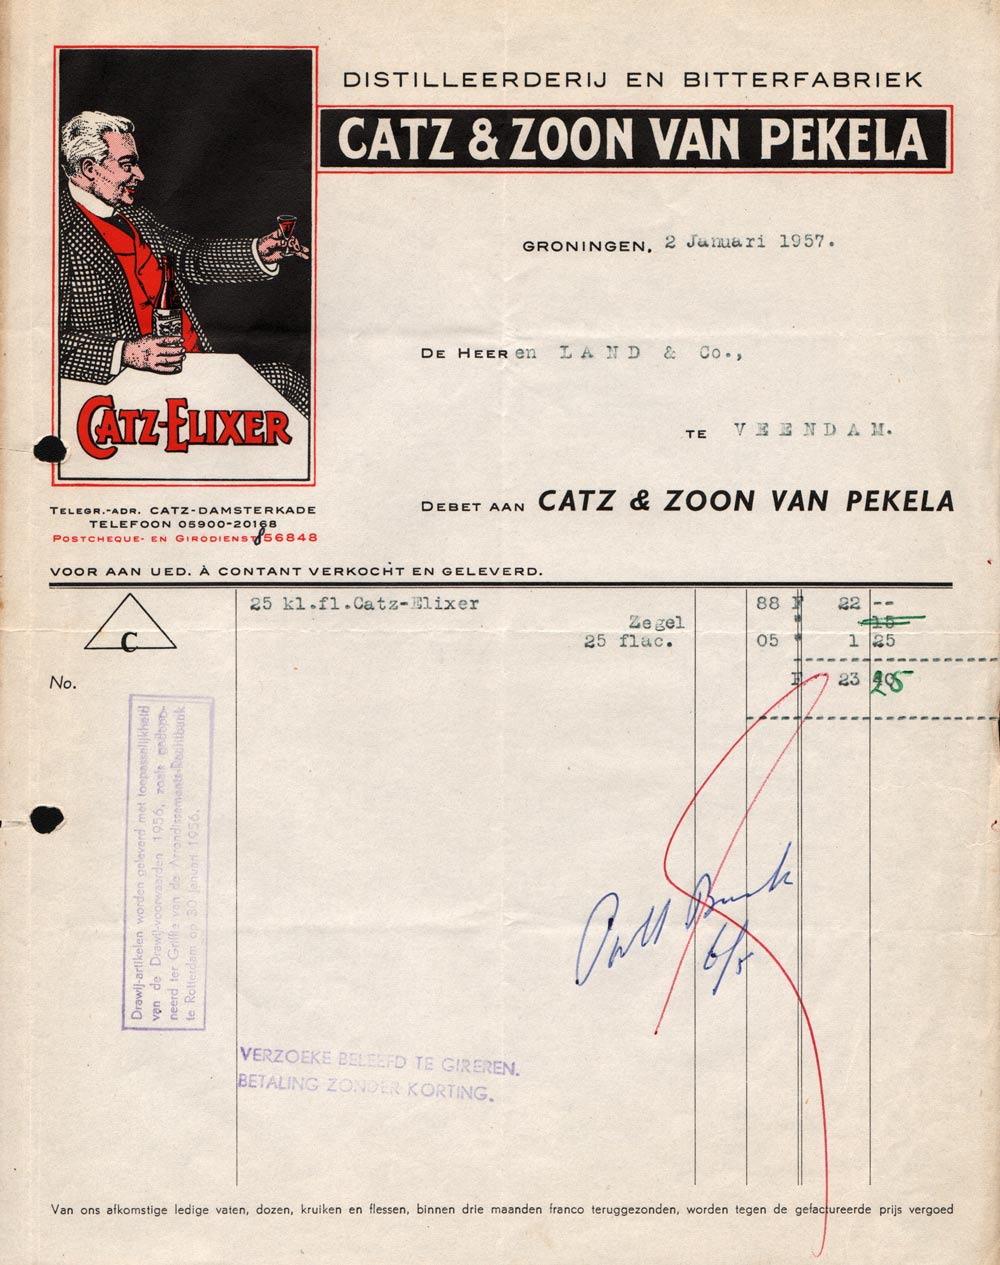 DISTILLEERDERIJ EN BITTERFABRIEK
CATZ & ZOON VAN PEKELA
GRONINGEN, 2 Januari 1957.
DE HEERen LAND & Co.,
TE VEENDAM.
CATZ-ELIXER
TELEGR.-ADR. CATZ-DAMSTERKADE
TELEFOON 05900-20168
POSTCHEQUE- EN GIRODIENST 856848
DEBET AAN CATZ & ZOON VAN PEKELA
VOOR AAN UED. À CONTANT VERKOCHT EN GELEVERD.
25 kl.fl.Catz-Elixer 88 F 22 --
Zegel " 15
25 flac. 05 " 1 25
C
No.
F 23 25
Drawij-artikelen worden geleverd met toepasselijkheid
van de Drawij-voorwaarden 1956, zoals gedepo-
neerd ter Griffie van de Arrondissements-Rechtbank
te Rotterdam op 30 januari 1956.
Bank
6/5
VERZOEKE BELEEFD TE GIREREN.
BETALING ZONDER KORTING.
Van ons afkomstige ledige vaten, dozen, kruiken en flessen, binnen drie maanden franco teruggezonden, worden tegen de gefactureerde prijs vergoed